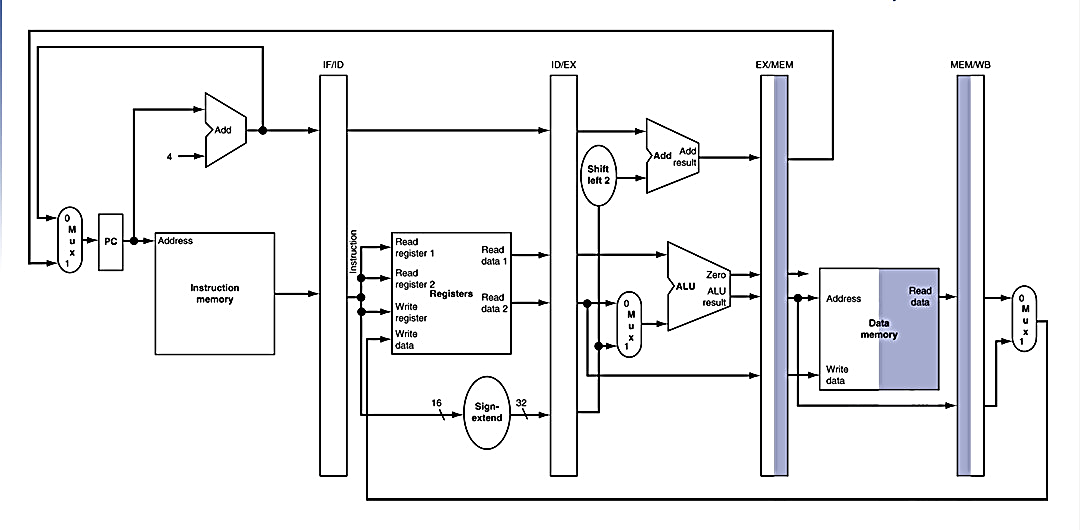 IF/ID
ID/EX
EX/MEM
MEM/WB
Add
4
Shift
left 2
Add
Add
result
0
M
u
x
1
PC
Address
Instruction
memory
Instruction
Read
register 1
Read
register 2
Registers
Write
register
Write
data
Read
data 1
Read
data 2
0
M
u
x
1
Zero
ALU
ALU
result
Address
Read
data
Data
memory
Write
data
0
M
u
x
1
16
Sign-
extend
32